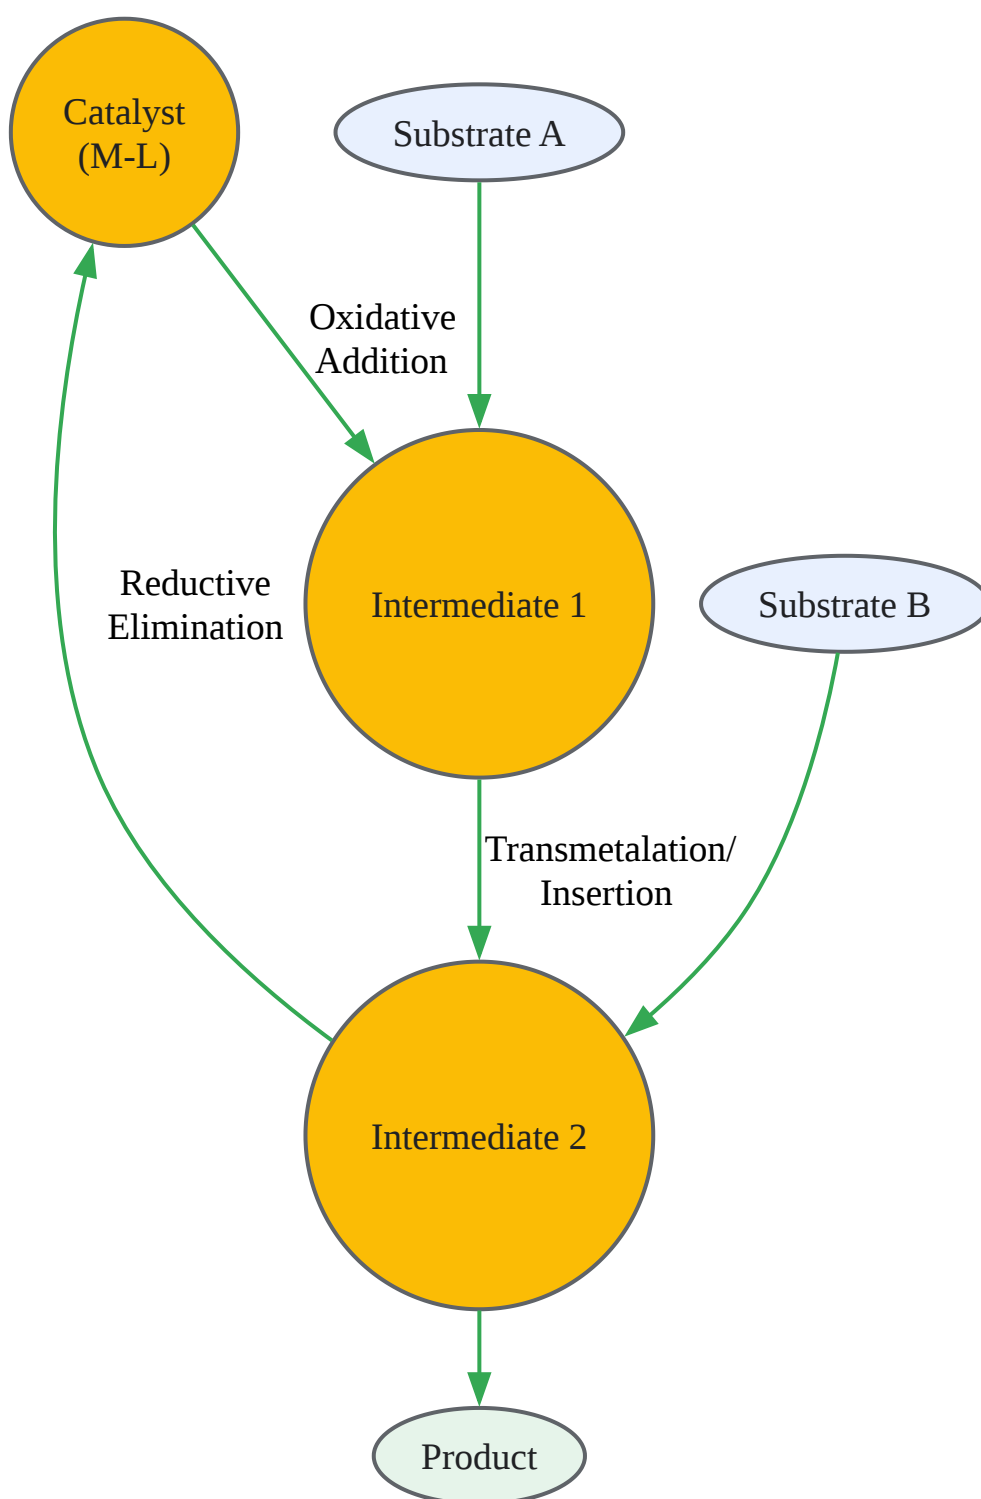 Catalyst
(M-L)
Substrate A
Oxidative
Addition
Reductive
Elimination
Intermediate 1
Substrate B
Transmetalation/
Insertion
Intermediate 2
Product